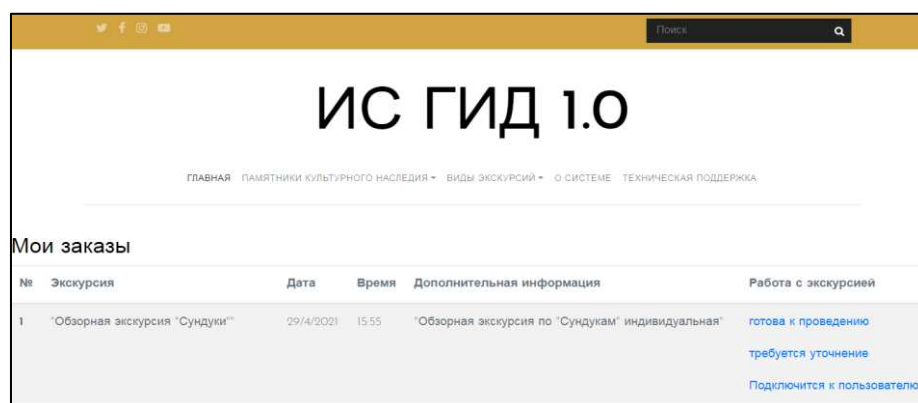 Поиск
ИС ГИД 1.0
ГЛАВНАЯ ПАМЯТНИКИ КУЛЬТУРНОГО НАСЛЕДИЯ ВИДЫ ЭКСКУРСИЙ О СИСТЕМЕ ТЕХНИЧЕСКАЯ ПОДДЕРЖКА
Мои заказы
№ Экскурсия Дата Время Дополнительная информация Работа с экскурсией
1 "Обзорная экскурсия "Сундуки"" 29/4/2021 15:55 "Обзорная экскурсия по "Сундукам" индивидуальная" готова к проведению
требуется уточнение
Подключится к пользователю